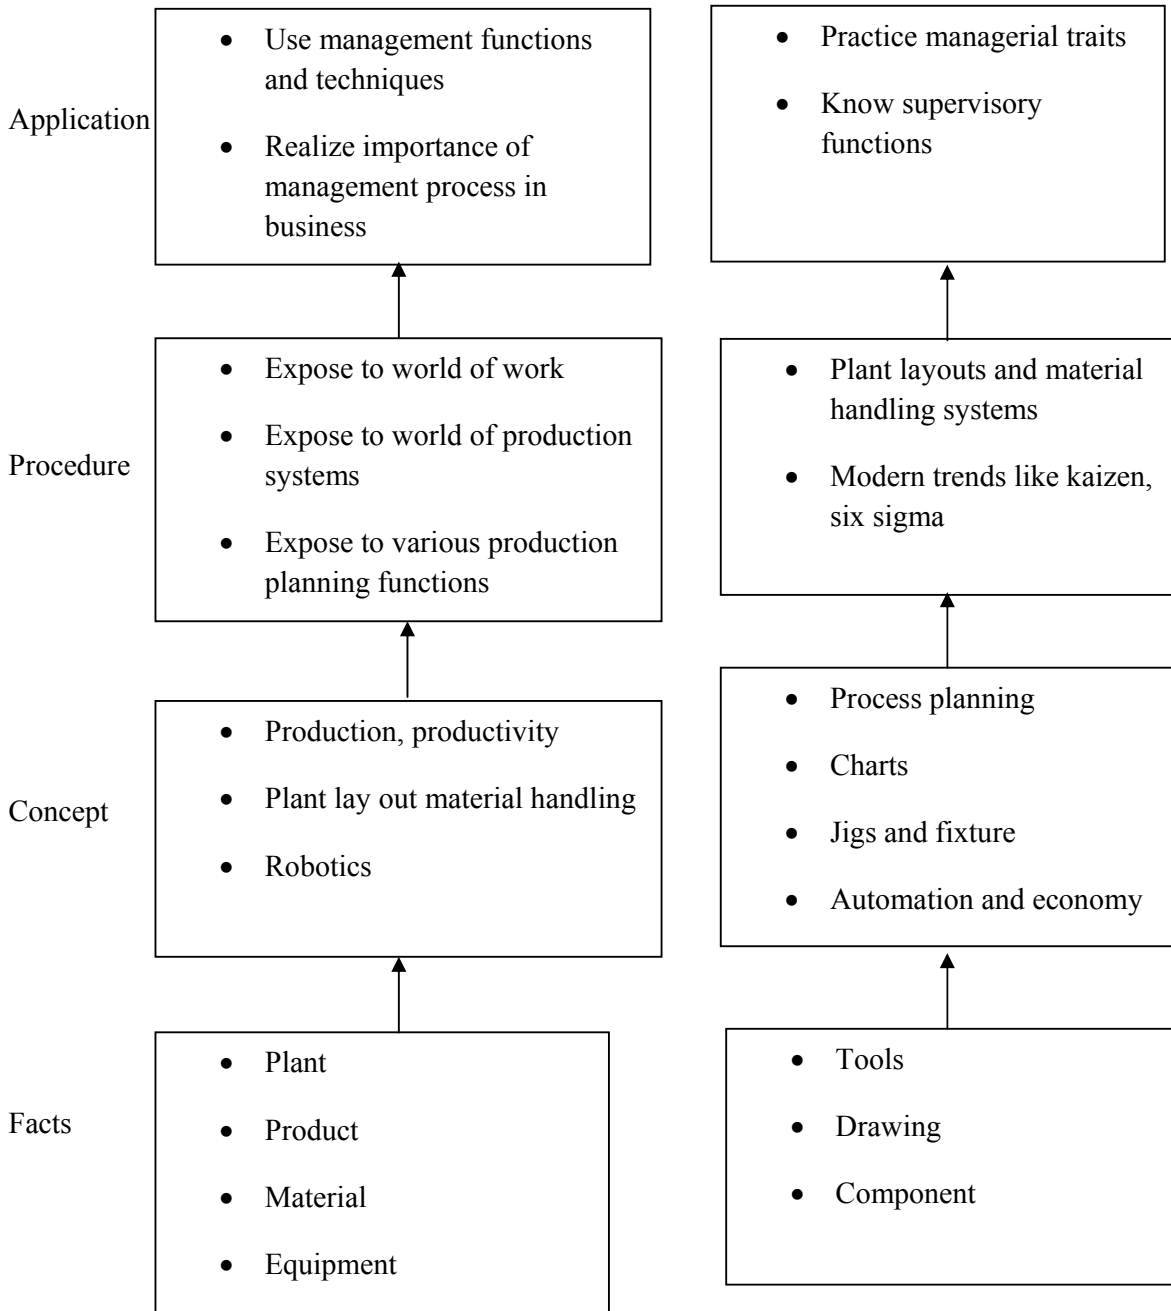 Application
• Use management functions
and techniques
• Realize importance of
management process in
business
• Practice managerial traits
• Know supervisory
functions
Procedure
• Expose to world of work
• Expose to world of production
systems
• Expose to various production
planning functions
• Plant layouts and material
handling systems
• Modern trends like kaizen,
six sigma
Concept
• Production, productivity
• Plant lay out material handling
• Robotics
• Process planning
• Charts
• Jigs and fixture
• Automation and economy
Facts
• Plant
• Product
• Material
• Equipment
• Tools
• Drawing
• Component